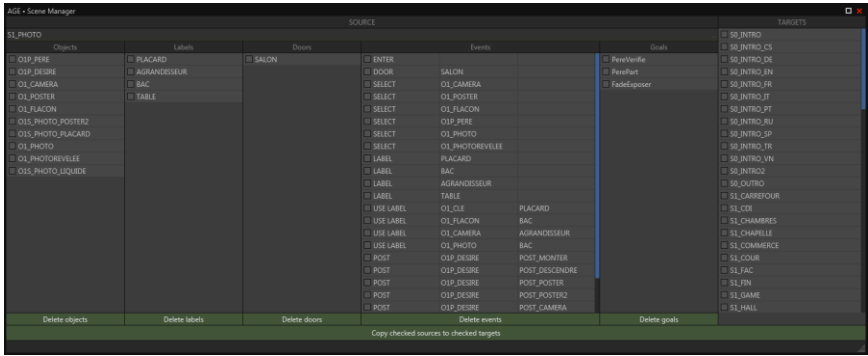 AGE • Scene Manager
SOURCE
TARGETS
S1_PHOTO
Objects
O1P_PERE
O1P_DESIRE
O1_CAMERA
O1_POSTER
O1_FLACON
O1S_PHOTO_POSTER2
O1S_PHOTO_PLACARD
O1_PHOTO
O1_PHOTOREVELEE
O1S_PHOTO_LIQUIDE
Delete objects
Labels
PLACARD
AGRANDISSEUR
BAC
TABLE
Delete labels
Doors
SALON
Delete doors
Events
ENTER
DOOR SALON
SELECT O1_CAMERA
SELECT O1_POSTER
SELECT O1_FLACON
SELECT O1P_PERE
SELECT O1_PHOTO
SELECT O1_PHOTOREVELEE
LABEL PLACARD
LABEL BAC
LABEL AGRANDISSEUR
LABEL TABLE
USE LABEL O1_CLE PLACARD
USE LABEL O1_FLACON BAC
USE LABEL O1_CAMERA AGRANDISSEUR
USE LABEL O1_PHOTO BAC
POST O1P_DESIRE POST_MONTER
POST O1P_DESIRE POST_DESCENDRE
POST O1P_DESIRE POST_POSTER
POST O1P_DESIRE POST_POSTER2
POST O1P_DESIRE POST_CAMERA
Delete events
Goals
PereVerifie
PerePart
FadeExposer
Delete goals
S0_INTRO
S0_INTRO_CS
S0_INTRO_DE
S0_INTRO_EN
S0_INTRO_FR
S0_INTRO_IT
S0_INTRO_PT
S0_INTRO_RU
S0_INTRO_SP
S0_INTRO_TR
S0_INTRO_VN
S0_INTRO2
S0_OUTRO
S1_CARREFOUR
S1_CDI
S1_CHAMBRES
S1_CHAPELLE
S1_COMMERCE
S1_COUR
S1_FAC
S1_FIN
S1_GAME
S1_HALL
Copy checked sources to checked targets